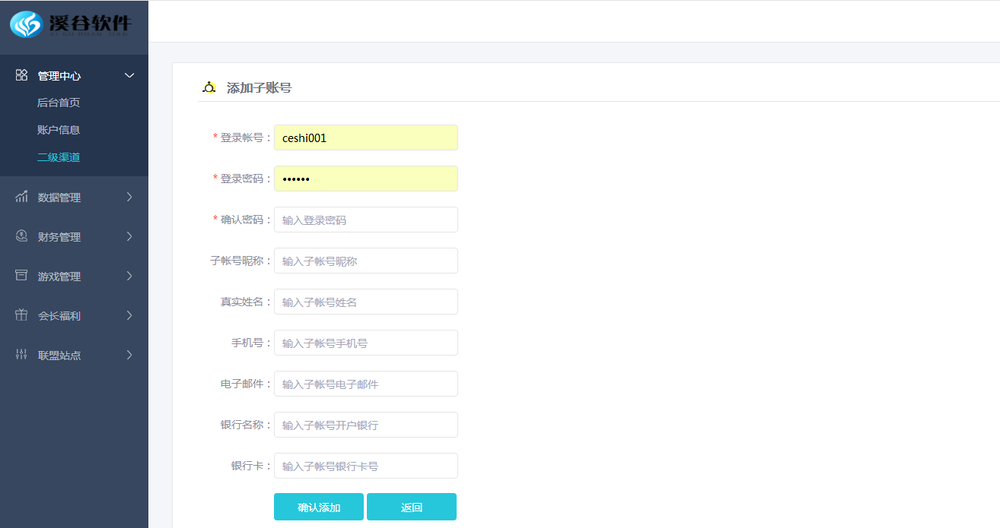 溪谷软件
XI GU RUAN JIAN
管理中心
后台首页
账户信息
二级渠道
数据管理
财务管理
游戏管理
会长福利
联盟站点
添加子账号
* 登录帐号：
ceshi001
* 登录密码：
••••••
* 确认密码：
输入登录密码
子帐号昵称：
输入子帐号昵称
真实姓名：
输入子帐号姓名
手机号：
输入子帐号手机号
电子邮件：
输入子帐号电子邮件
银行名称：
输入子帐号开户银行
银行卡：
输入子帐号银行卡号
确认添加
返回